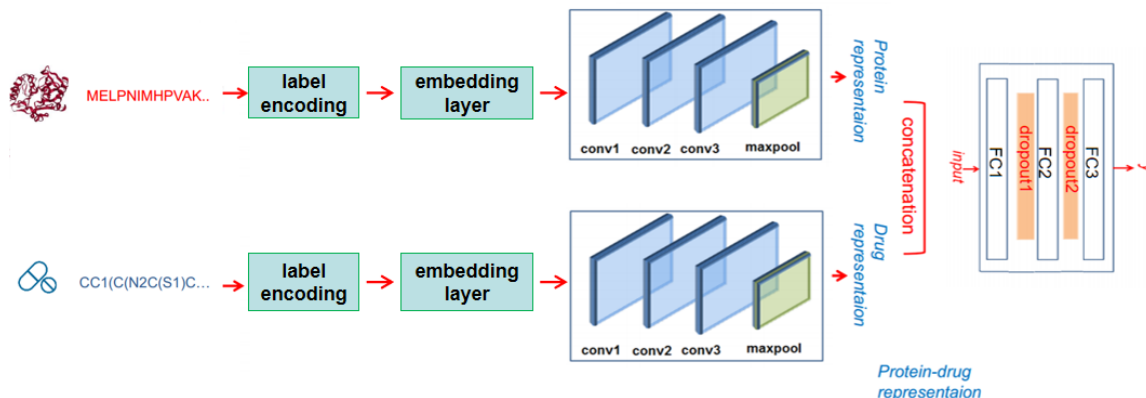 MELPNIMHPVAK..
label
encoding
embedding
layer
conv1 conv2 conv3 maxpool
Protein
representaion
CC1(C(N2C(S1)C...
label
encoding
embedding
layer
conv1 conv2 conv3 maxpool
Drug
representaion
concatenation
input
FC1
dropout1
FC2
dropout2
FC3
Protein-drug
representaion